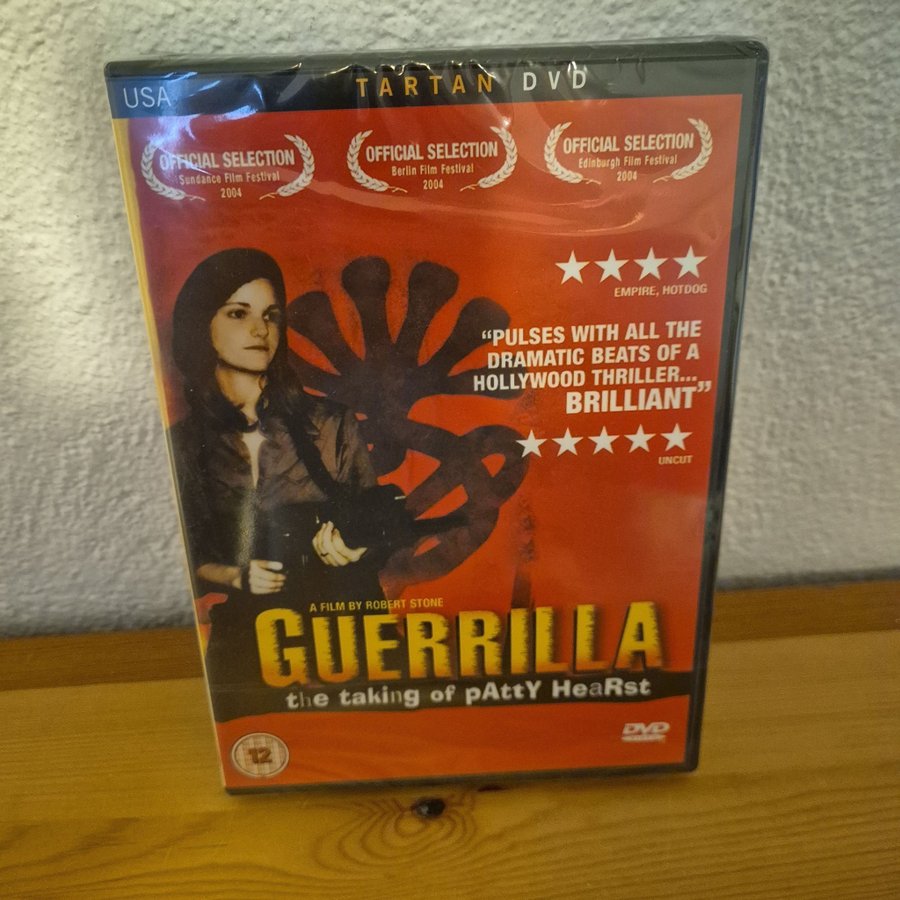 USA
TARTAN DVD
OFFICIAL SELECTION
Sundance Film Festival
2004
OFFICIAL SELECTION
Berlin Film Festival
2004
OFFICIAL SELECTION
Edinburgh Film Festival
2004
EMPIRE, HOTDOG
“PULSES WITH ALL THE
DRAMATIC BEATS OF A
HOLLYWOOD THRILLER...
BRILLIANT”
UNCUT
A FILM BY ROBERT STONE
GUERRILLA
the taking of pAttY HeaRst
DVD
12